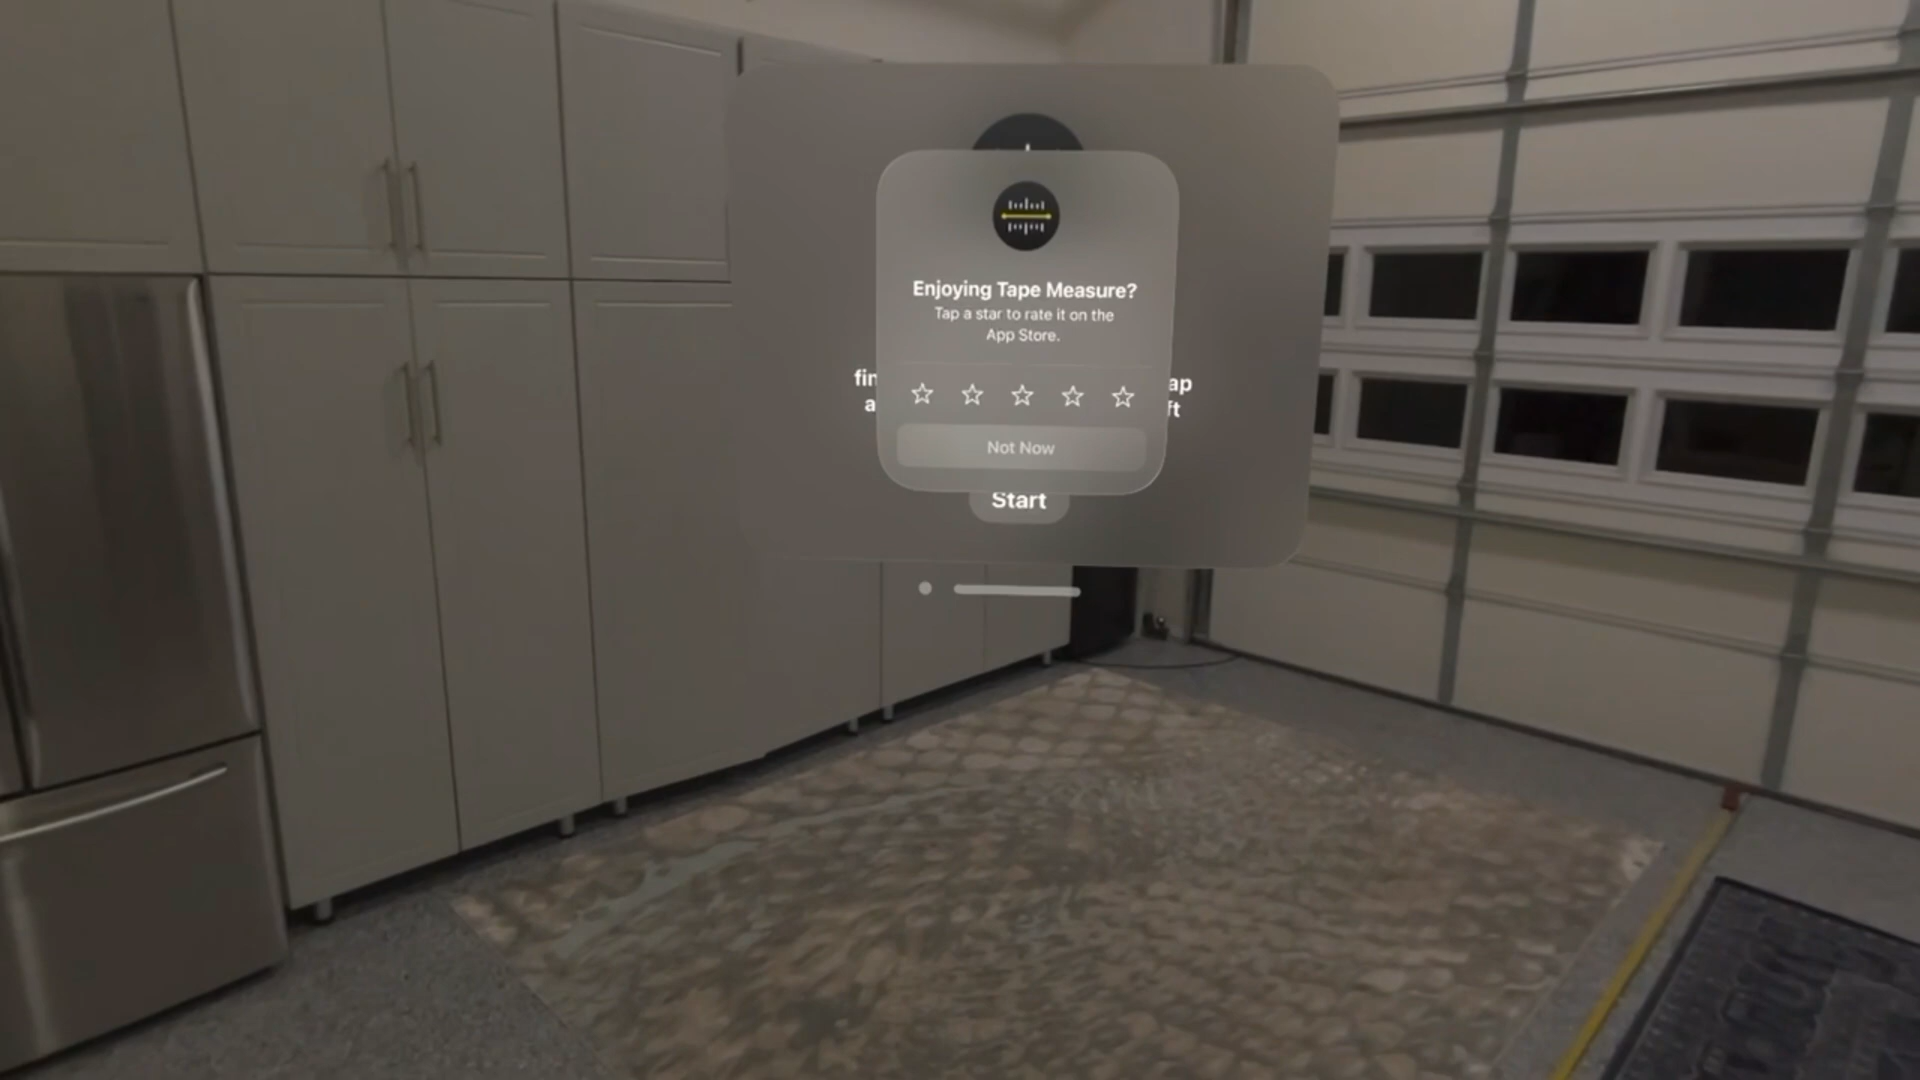 Enjoying Tape Measure?
Tap a star to rate it on the
App Store.
Not Now
Start